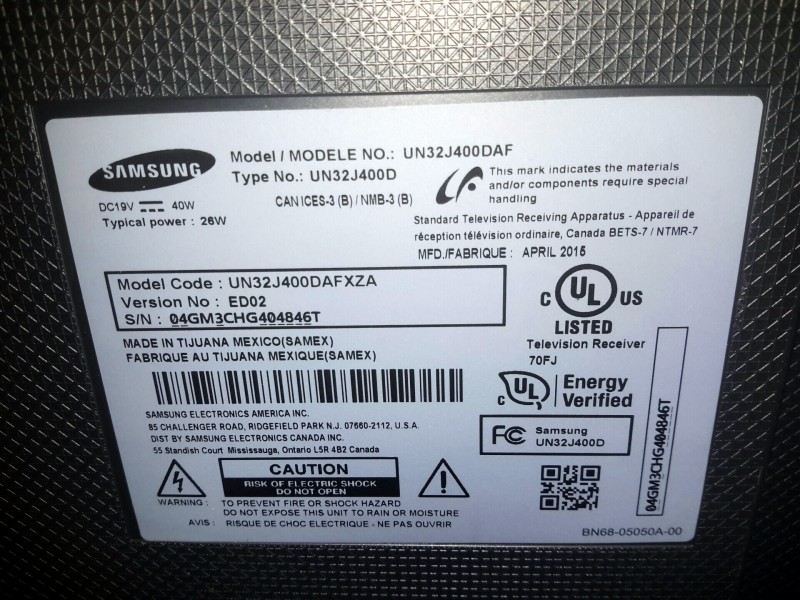 SAMSUNG
Model / MODELE NO.: UN32J400DAF
Type No.: UN32J400D
DC19V 40W
CAN ICES-3 (B) / NMB-3 (B)
Typical power : 26W
This mark indicates the materials
and/or components require special
handling
Standard Television Receiving Apparatus - Appareil de
réception télévision ordinaire, Canada BETS-7 / NTMR-7
MFD./FABRIQUE : APRIL 2015
Model Code : UN32J400DAFXZA
Version No : ED02
S/N : 04GM3CHG404846T
C UL US
LISTED
Television Receiver
70FJ
MADE IN TIJUANA MEXICO(SAMEX)
FABRIQUE AU TIJUANA MEXIQUE(SAMEX)
C UL Energy
Verified
SAMSUNG ELECTRONICS AMERICA INC.
85 CHALLENGER ROAD, RIDGEFIELD PARK N.J. 07660-2112, U.S.A.
DIST BY SAMSUNG ELECTRONICS CANADA INC.
55 Standish Court Mississauga, Ontario L5R 4B2 Canada
FC Samsung
UN32J400D
04GM3CHG404846T
CAUTION
RISK OF ELECTRIC SHOCK
DO NOT OPEN
WARNING : TO PREVENT FIRE OR SHOCK HAZARD
DO NOT EXPOSE THIS UNIT TO RAIN OR MOISTURE
AVIS : RISQUE DE CHOC ELECTRIQUE - NE PAS OUVRIR
BN68-05050A-00